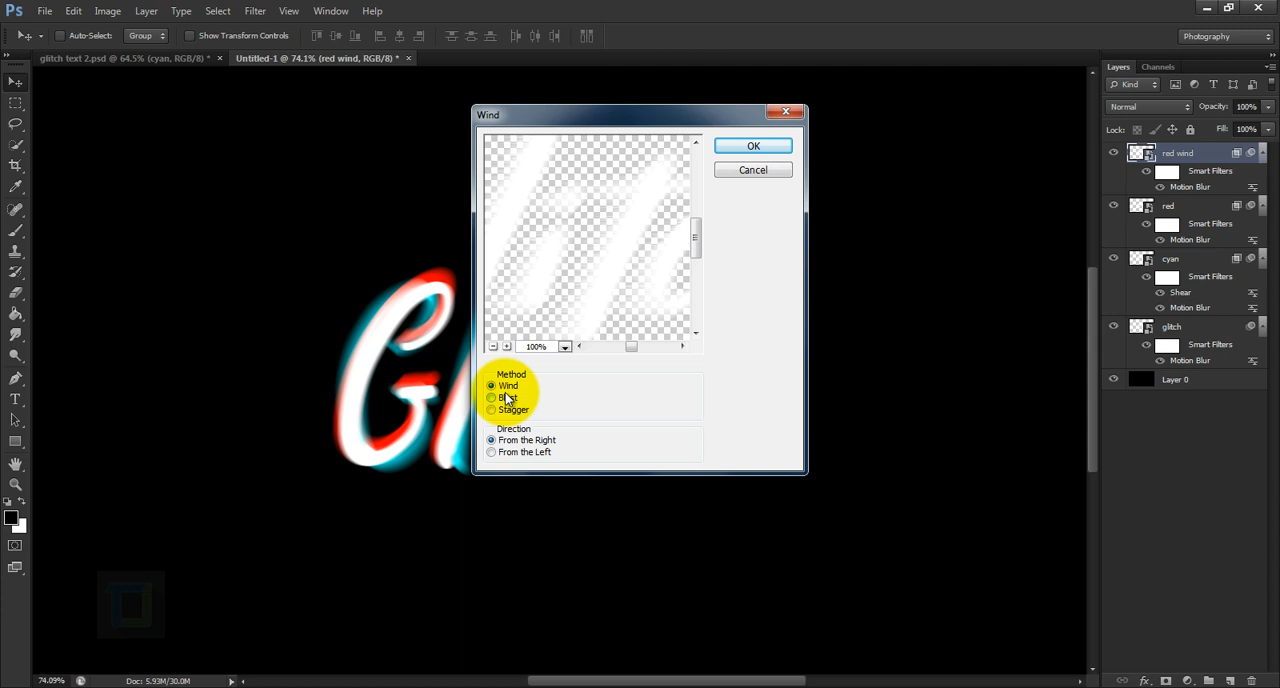 Ps File Edit Image Layer Type Select Filter View Window Help
Auto-Select: Group Show Transform Controls Photography
glitch text 2.psd @ 64.5% (cyan, RGB/8) * × Untitled-1 @ 74.1% (red wind, RGB/8) * ×
Layers Channels
Kind
Normal Opacity: 100%
Lock: Fill: 100%
red wind
Smart Filters
Motion Blur
red
Smart Filters
Motion Blur
cyan
Smart Filters
Shear
Motion Blur
glitch
Smart Filters
Motion Blur
Layer 0
Wind
OK
Cancel
100%
Method
Wind
Stagger
Direction
From the Right
From the Left
74.09% Doc: 5.93M/30.0M